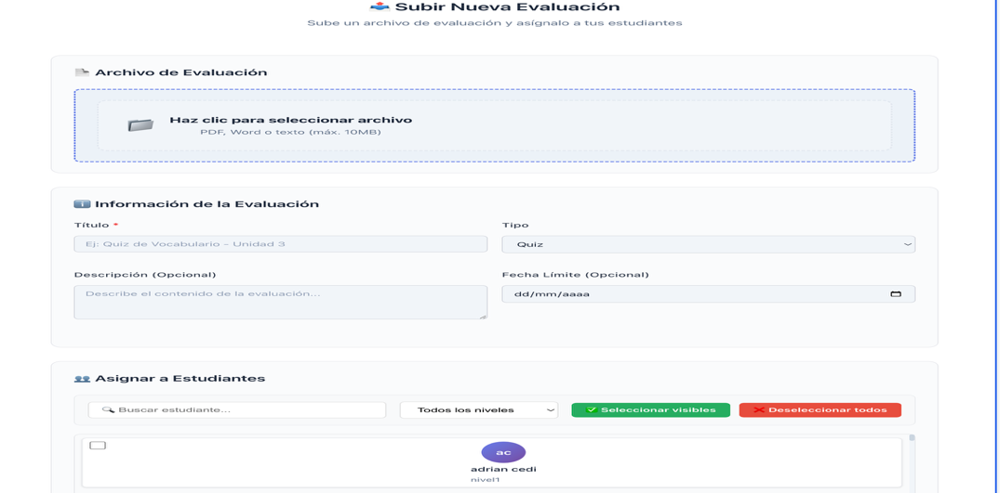 Subir Nueva Evaluación
Sube un archivo de evaluación y asígnalo a tus estudiantes
Archivo de Evaluación
Haz clic para seleccionar archivo
PDF, Word o texto (máx. 10MB)
Información de la Evaluación
Título *
Tipo
Ej: Quiz de Vocabulario - Unidad 3
Quiz
Descripción (Opcional)
Fecha Límite (Opcional)
Describe el contenido de la evaluación...
dd/mm/aaaa
Asignar a Estudiantes
Buscar estudiante...
Todos los niveles
Seleccionar visibles
Deseleccionar todos
ac
adrian cedi
nivel1